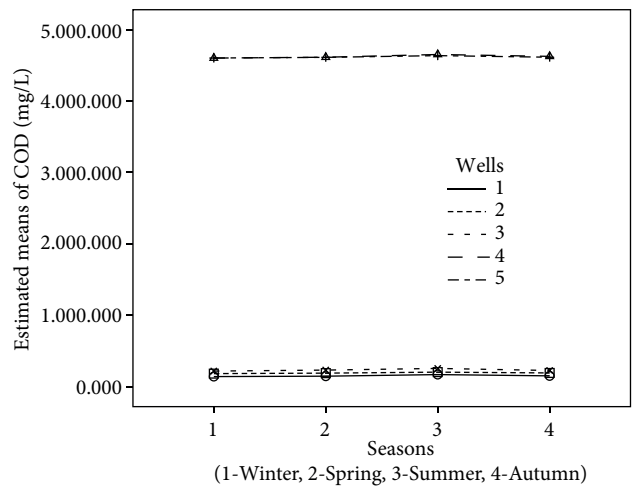 Estimated means of COD (mg/L)
5.000.000
4.000.000
3.000.000
2.000.000
1.000.000
0.000
Wells
1
2
3
4
5
1 2 3 4
Seasons
(1-Winter, 2-Spring, 3-Summer, 4-Autumn)